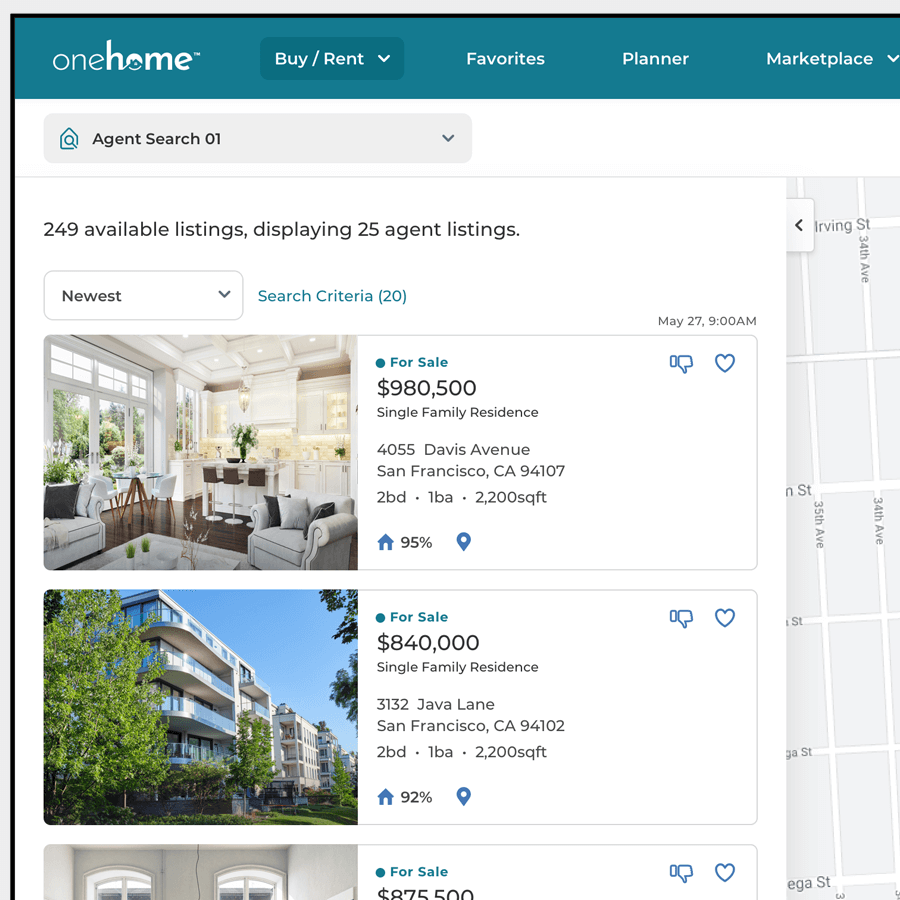 onehome™
Buy / Rent
Favorites
Planner
Marketplace
Agent Search 01
249 available listings, displaying 25 agent listings.
Newest
Search Criteria (20)
May 27, 9:00AM
For Sale
$980,500
Single Family Residence
4055 Davis Avenue
San Francisco, CA 94107
2bd · 1ba · 2,200sqft
95%
For Sale
$840,000
Single Family Residence
3132 Java Lane
San Francisco, CA 94102
2bd · 1ba · 2,200sqft
92%
For Sale
$875,500
Irving St
34th Ave
St
35th Ave
34th Ave
St
St
St